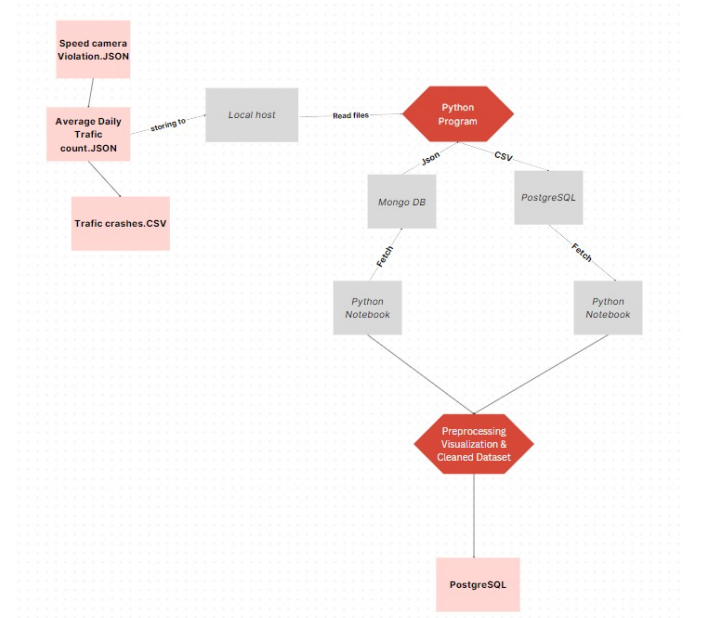 Speed camera
Violation.JSON
Average Daily
Trafic
count.JSON
storing to
Local host
Read files
Python
Program
Json
CSV
Mongo DB
PostgreSQL
Trafic crashes.CSV
Fetch
Fetch
Python
Notebook
Python
Notebook
Preprocessing
Visualization &
Cleaned Dataset
PostgreSQL